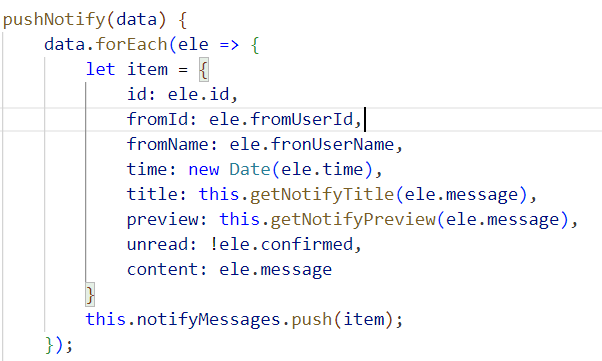 pushNotify(data) {
data.forEach(ele => {
let item = {
id: ele.id,
fromId: ele.fromUserId,
fromName: ele.fronUserName,
time: new Date(ele.time),
title: this.getNotifyTitle(ele.message),
preview: this.getNotifyPreview(ele.message),
unread: !ele.confirmed,
content: ele.message
}
this.notifyMessages.push(item);
});